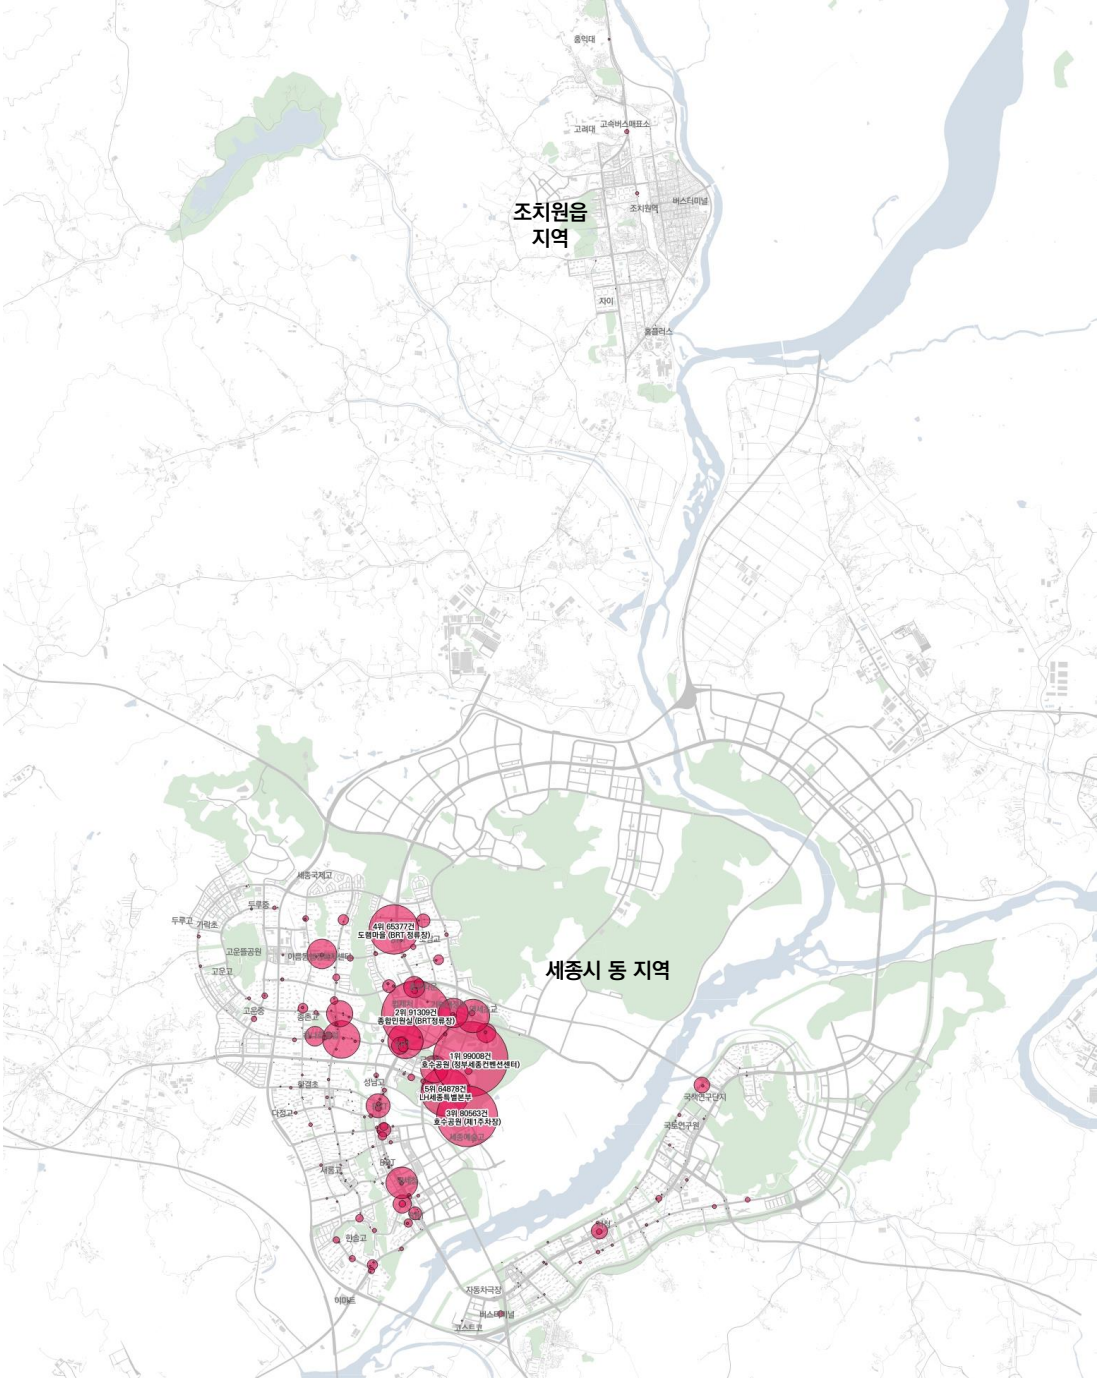 홍익대
고려대
고속버스매표소
조치원읍
지역
조치원역
버스터미널
자이
홈플러스
세종국제고
두루중
두루고
가락초
고운뜰공원
고운고
고운중
4위 65377건
도램마을 (BRT 정류장)
세종시 동 지역
종촌고
2위 91309건
종합민원실 (BRT정류장)
1위 99008건
호수공원 (정부세종컨벤션센터)
5위 64878건
LH세종특별본부
3위 80563건
호수공원 (제1주차장)
세종예술고
성남고
다정고
새롬고
한솔고
이마트
국책연구단지
국토연구원
자동차극장
버스터미널
코스트코